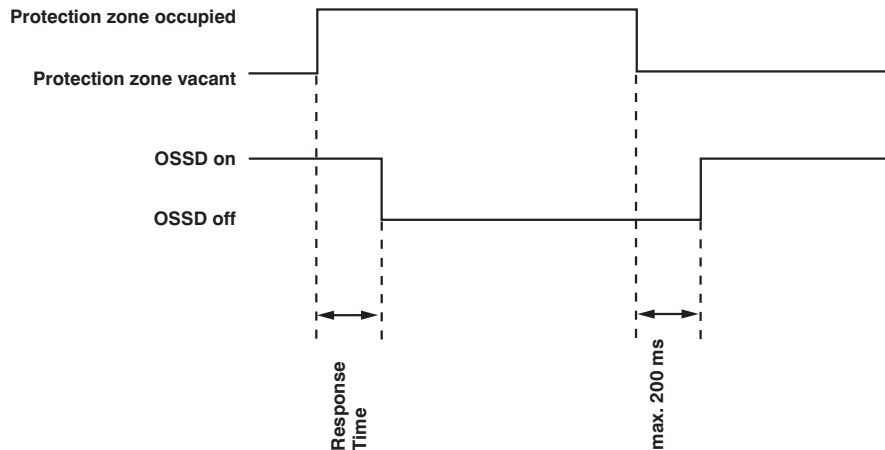 Protection zone occupied
Protection zone vacant
OSSD on
OSSD off
Response
Time
max. 200 ms